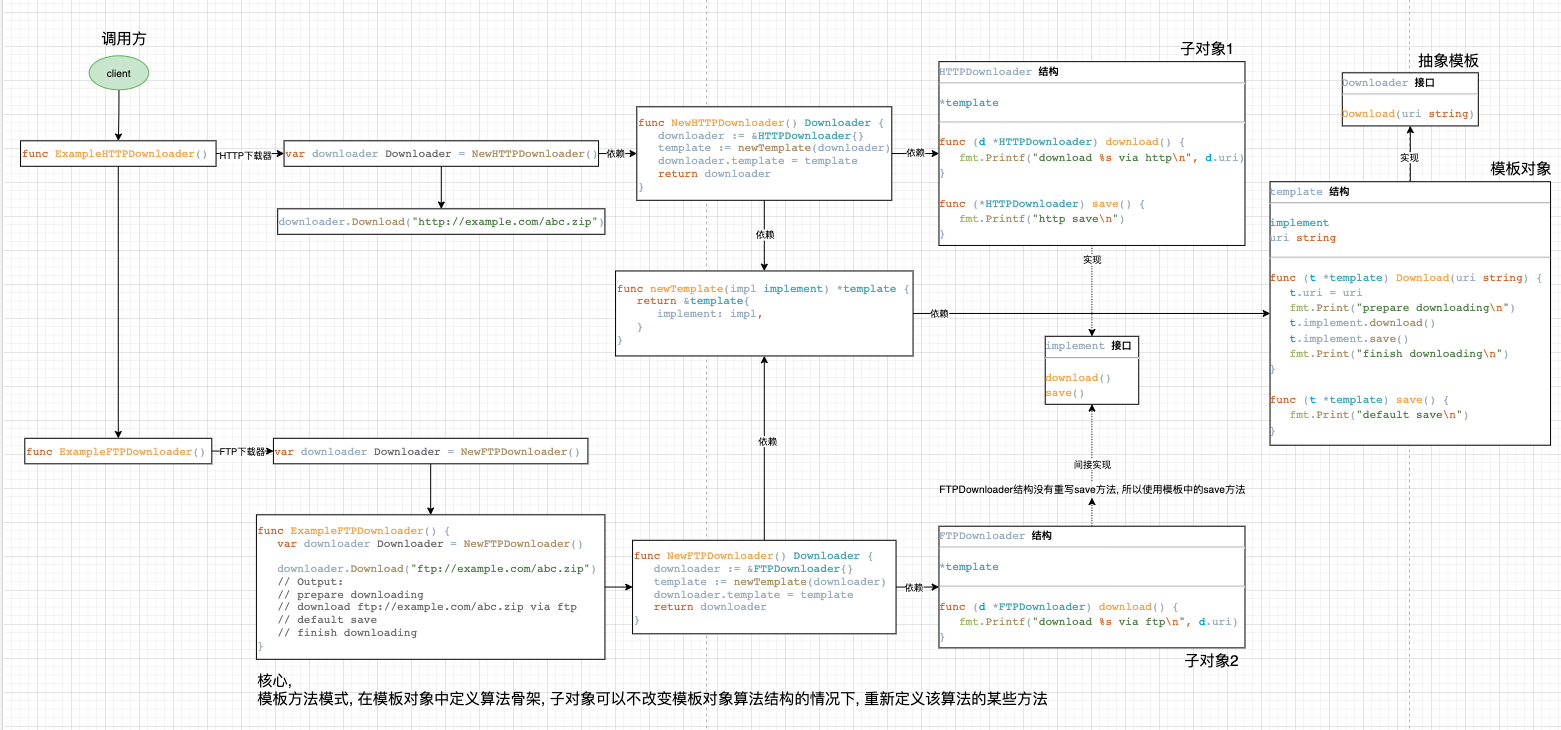 调用方
client
func ExampleHTTPDownloader()
HTTP下载器
var downloader Downloader = NewHTTPDownloader()
downloader.Download("http://example.com/abc.zip")
依赖
func NewHTTPDownloader() Downloader {
downloader := &HTTPDownloader{}
template := newTemplate(downloader)
downloader.template = template
return downloader
}
依赖
子对象1
HTTPDownloader 结构
*template
func (d *HTTPDownloader) download() {
fmt.Printf("download %s via http\n", d.uri)
}
func (*HTTPDownloader) save() {
fmt.Printf("http save\n")
}
抽象模板
Downloader 接口
Download(uri string)
实现
模板对象
template 结构
implement
uri string
func (t *template) Download(uri string) {
t.uri = uri
fmt.Print("prepare downloading\n")
t.implement.download()
t.implement.save()
fmt.Print("finish downloading\n")
}
func (t *template) save() {
fmt.Print("default save\n")
}
依赖
func newTemplate(impl implement) *template {
return &template{
implement: impl,
}
}
依赖
实现
implement 接口
download()
save()
间接实现
FTPDownloader结构没有重写save方法, 所以使用模板中的save方法
依赖
func ExampleFTPDownloader()
FTP下载器
var downloader Downloader = NewFTPDownloader()
func ExampleFTPDownloader() {
var downloader Downloader = NewFTPDownloader()
downloader.Download("ftp://example.com/abc.zip")
// Output:
// prepare downloading
// download ftp://example.com/abc.zip via ftp
// default save
// finish downloading
}
func NewFTPDownloader() Downloader {
downloader := &FTPDownloader{}
template := newTemplate(downloader)
downloader.template = template
return downloader
}
依赖
FTPDownloader 结构
*template
func (d *FTPDownloader) download() {
fmt.Printf("download %s via ftp\n", d.uri)
}
子对象2
核心,
模板方法模式, 在模板对象中定义算法骨架, 子对象可以不改变模板对象算法结构的情况下, 重新定义该算法的某些方法